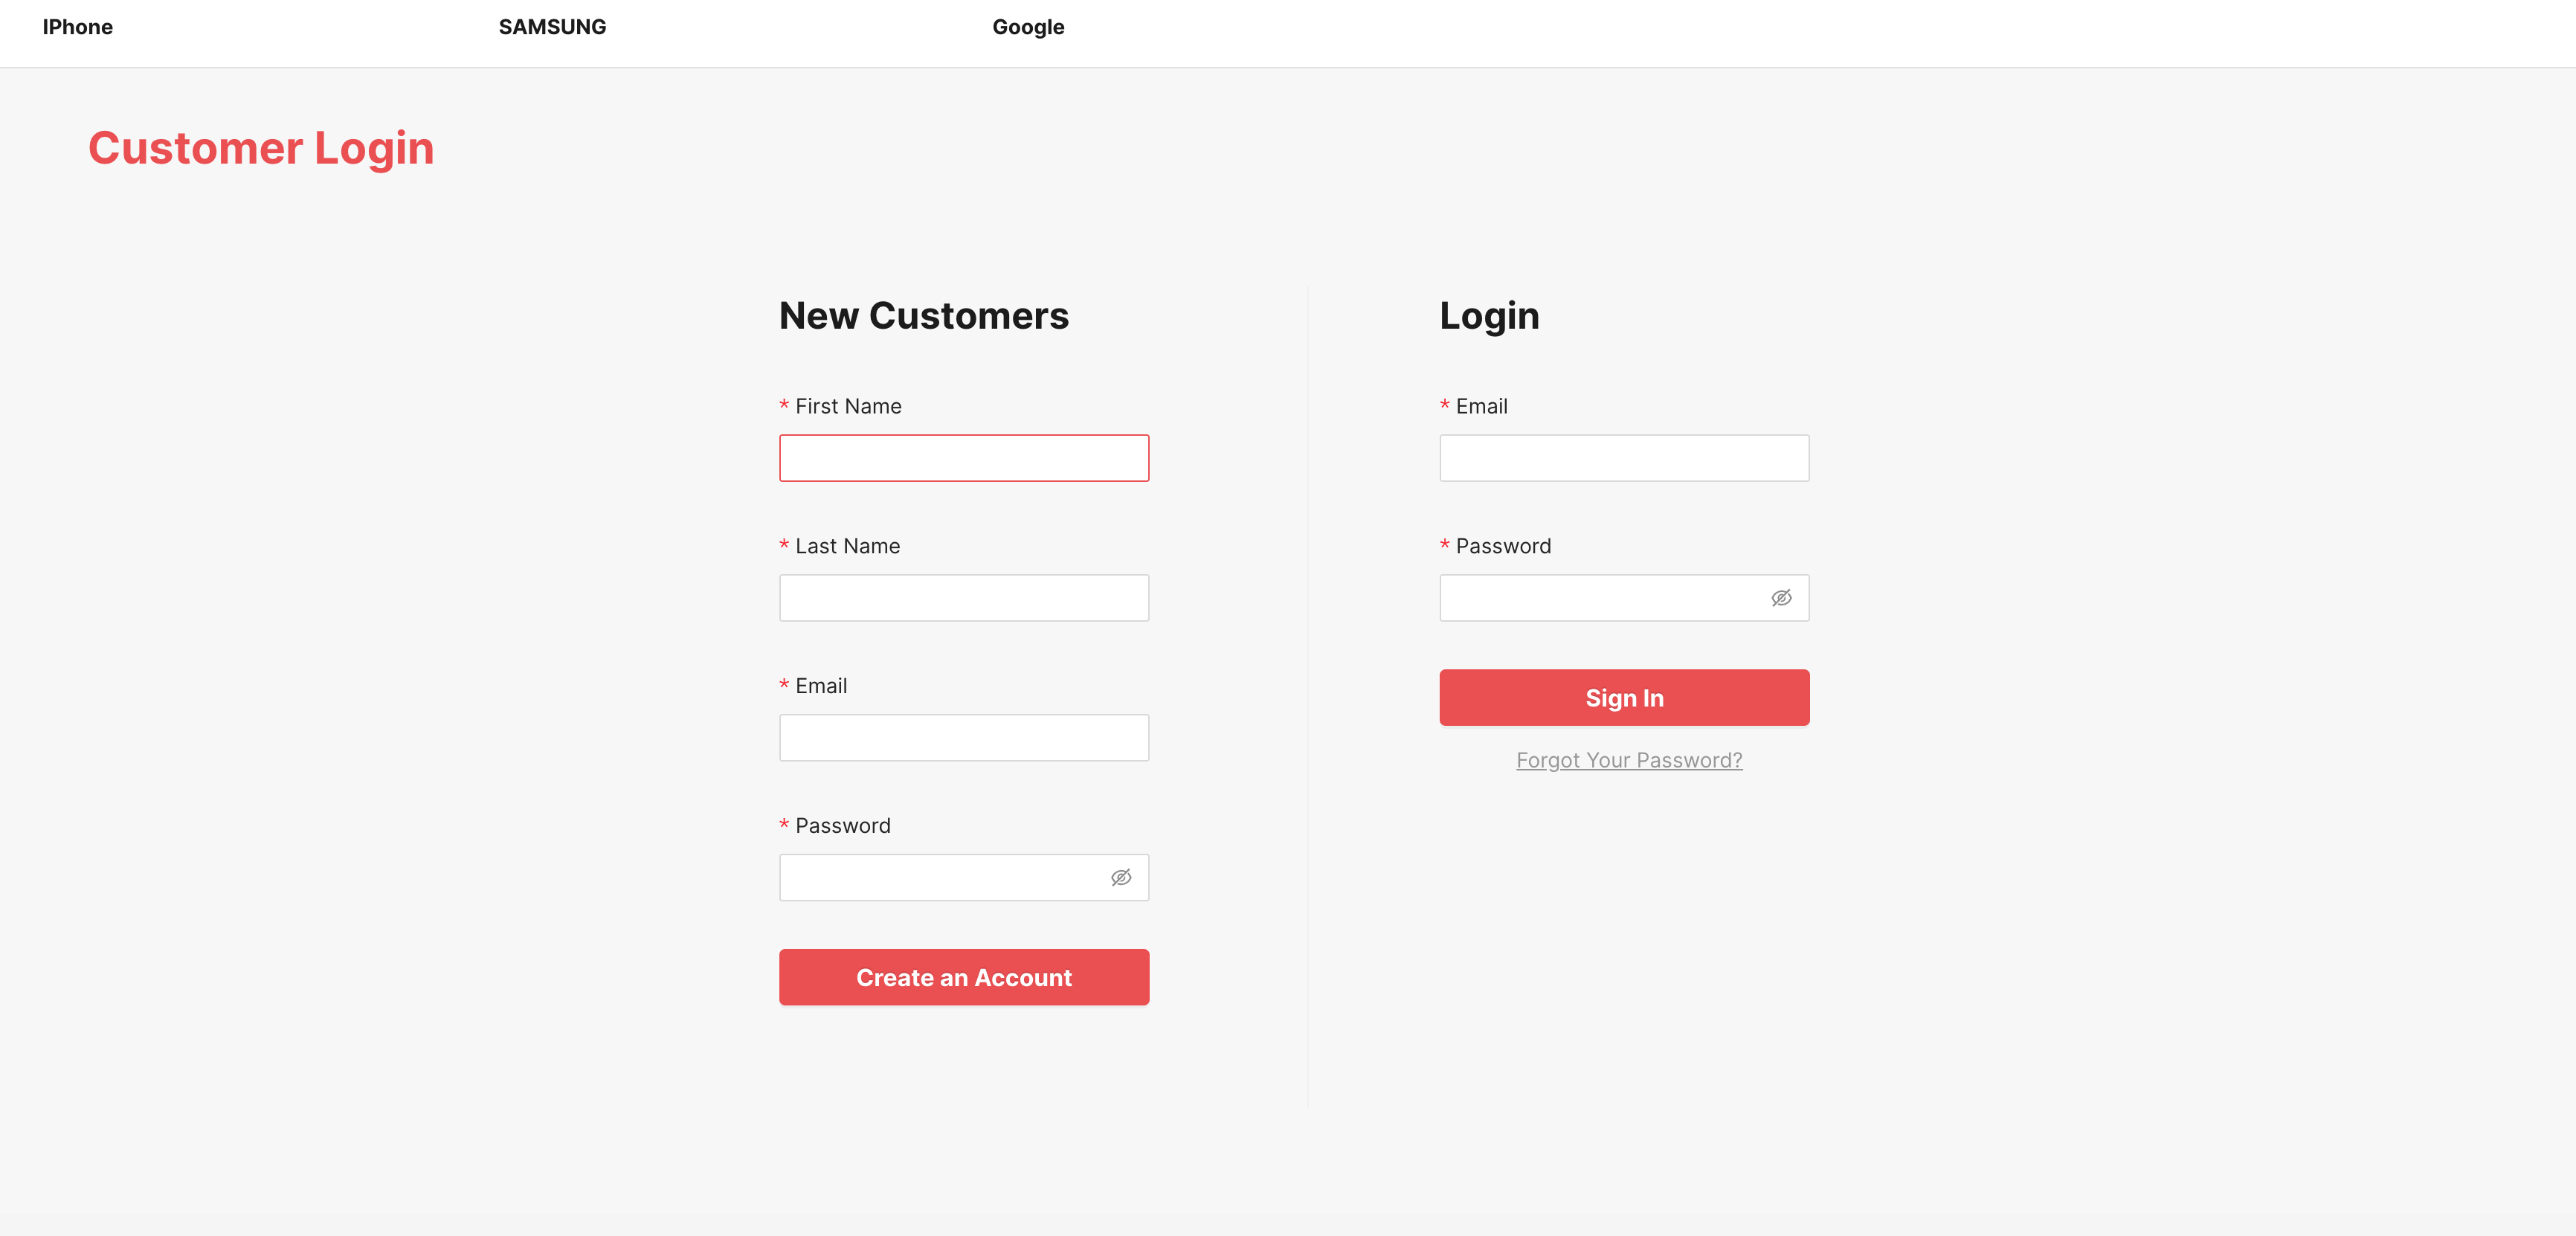 IPhone
SAMSUNG
Google
Customer Login
New Customers
* First Name
* Last Name
* Email
* Password
Create an Account
Login
* Email
* Password
Sign In
Forgot Your Password?